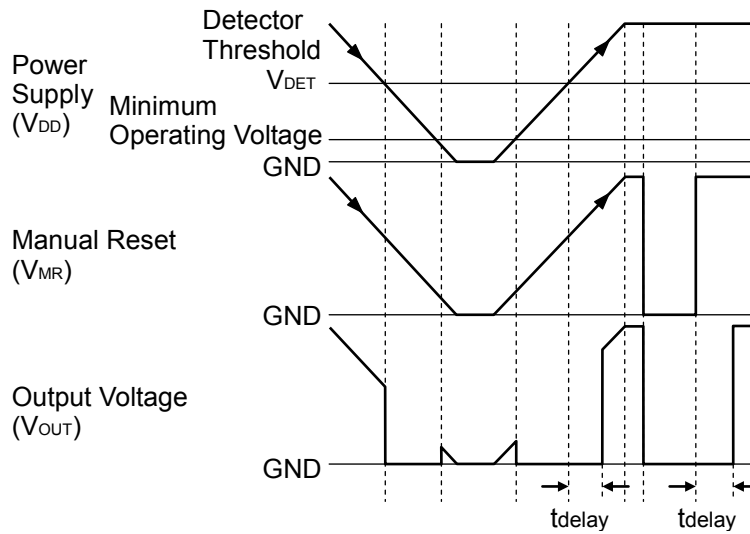 Detector
Threshold
VDET
Power
Supply
(VDD)
Minimum
Operating Voltage
GND
Manual Reset
(VMR)
GND
Output Voltage
(VOUT)
GND
tdelay
tdelay